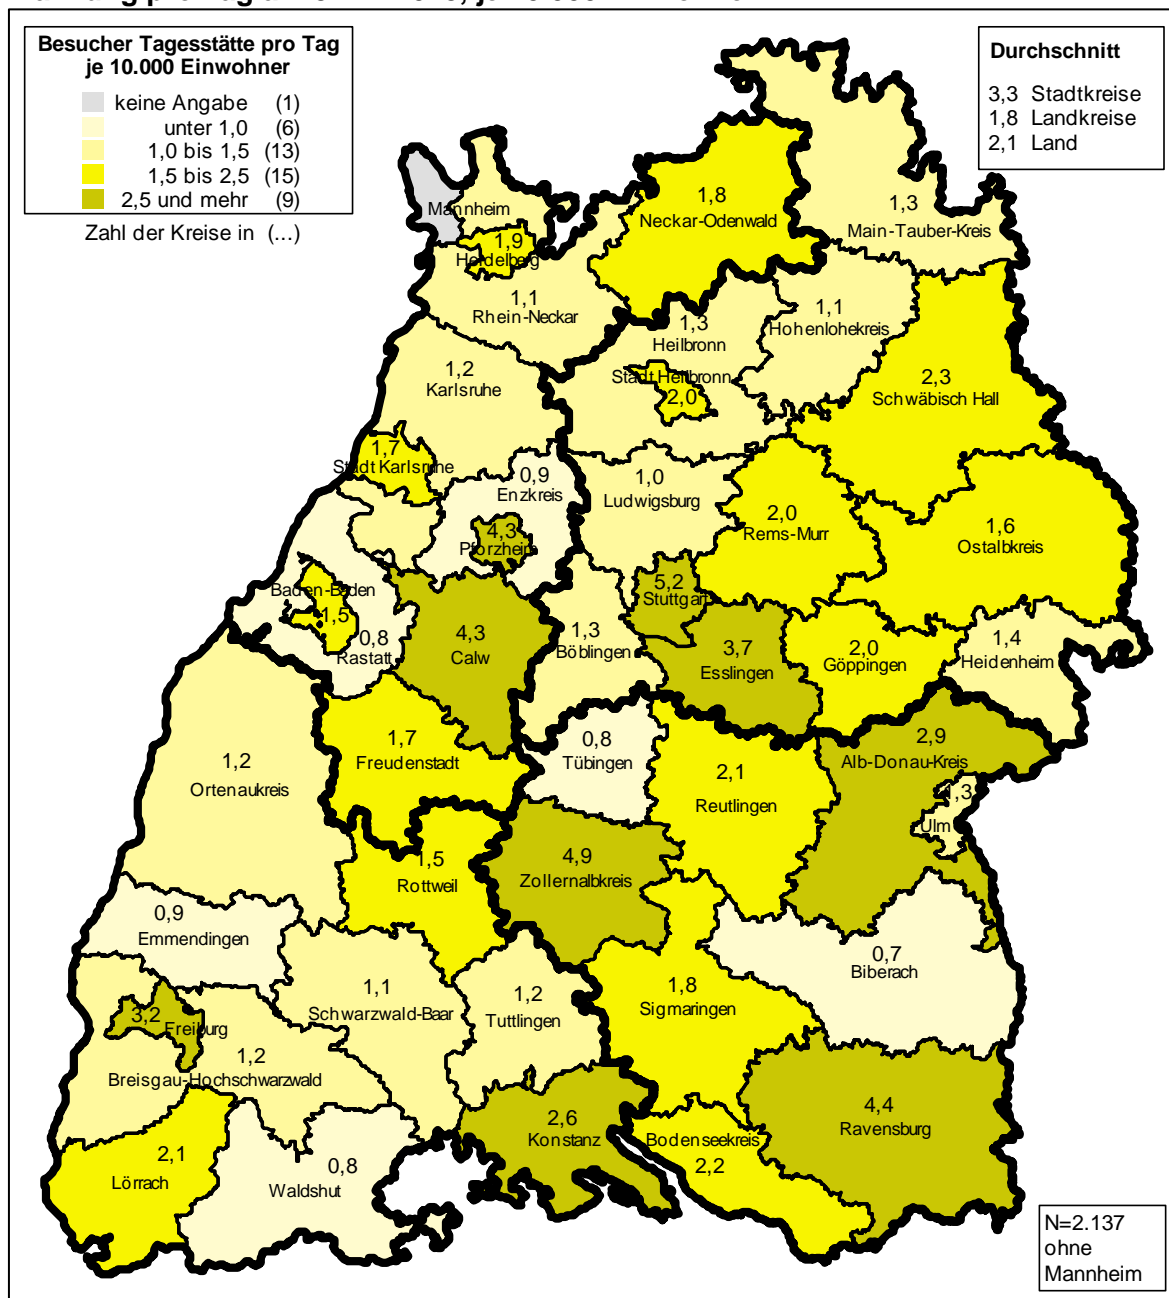 Besucher Tagesstätte pro Tag
je 10.000 Einwohner
keine Angabe (1)
unter 1,0 (6)
1,0 bis 1,5 (13)
1,5 bis 2,5 (15)
2,5 und mehr (9)
Zahl der Kreise in (...)
Durchschnitt
3,3 Stadtkreise
1,8 Landkreise
2,1 Land
Mannheim
1,9
Heidelberg
1,8
Neckar-Odenwald
1,3
Main-Tauber-Kreis
1,1
Rhein-Neckar
1,3
Heilbronn
1,1
Hohenlohekreis
Stadt Heilbronn
2,0
2,3
Schwäbisch Hall
1,2
Karlsruhe
1,7
Stadt Karlsruhe
0,9
Enzkreis
4,3
Pforzheim
1,0
Ludwigsburg
2,0
Rems-Murr
1,6
Ostalbkreis
Baden-Baden
1,5
0,8
Rastatt
4,3
Calw
1,3
Böblingen
5,2
Stuttgart
3,7
Esslingen
2,0
Göppingen
1,4
Heidenheim
1,2
Ortenaukreis
1,7
Freudenstadt
0,8
Tübingen
2,1
Reutlingen
2,9
Alb-Donau-Kreis
1,3
Ulm
1,5
Rottweil
4,9
Zollernalbkreis
0,9
Emmendingen
0,7
Biberach
3,2
Freiburg
1,1
Schwarzwald-Baar
1,2
Tuttlingen
1,8
Sigmaringen
1,2
Breisgau-Hochschwarzwald
2,1
Lörrach
0,8
Waldshut
2,6
Konstanz
Bodenseekreis
2,2
4,4
Ravensburg
N=2.137
ohne
Mannheim